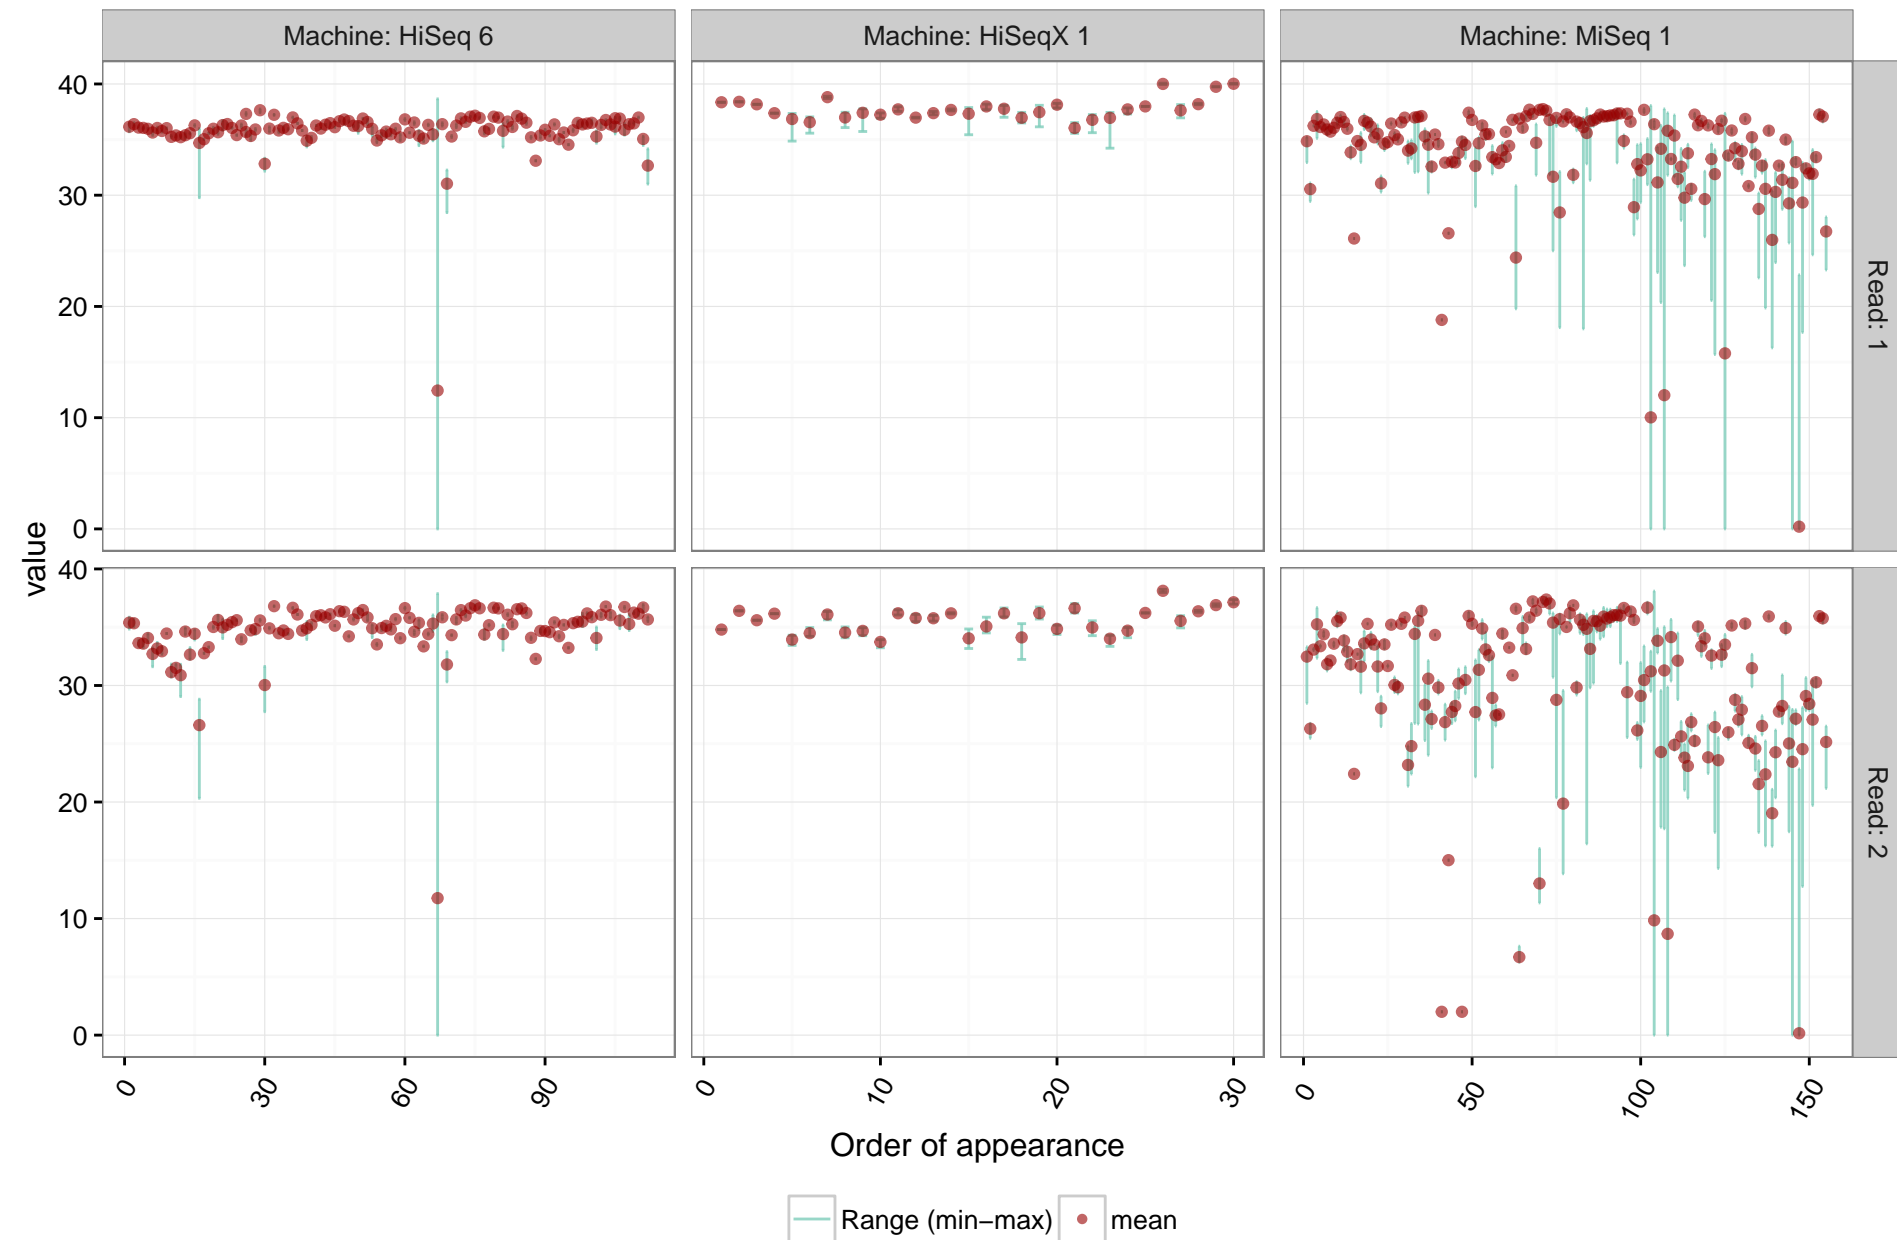 Machine: HiSeq 6
Machine: HiSeqX 1
Machine: MiSeq 1
40
30
20
10
0
Read: 1
value
40
30
20
10
0
Read: 2
0 30 60 90
0 10 20 30
0 50 100 150
Order of appearance
Range (min−max) mean